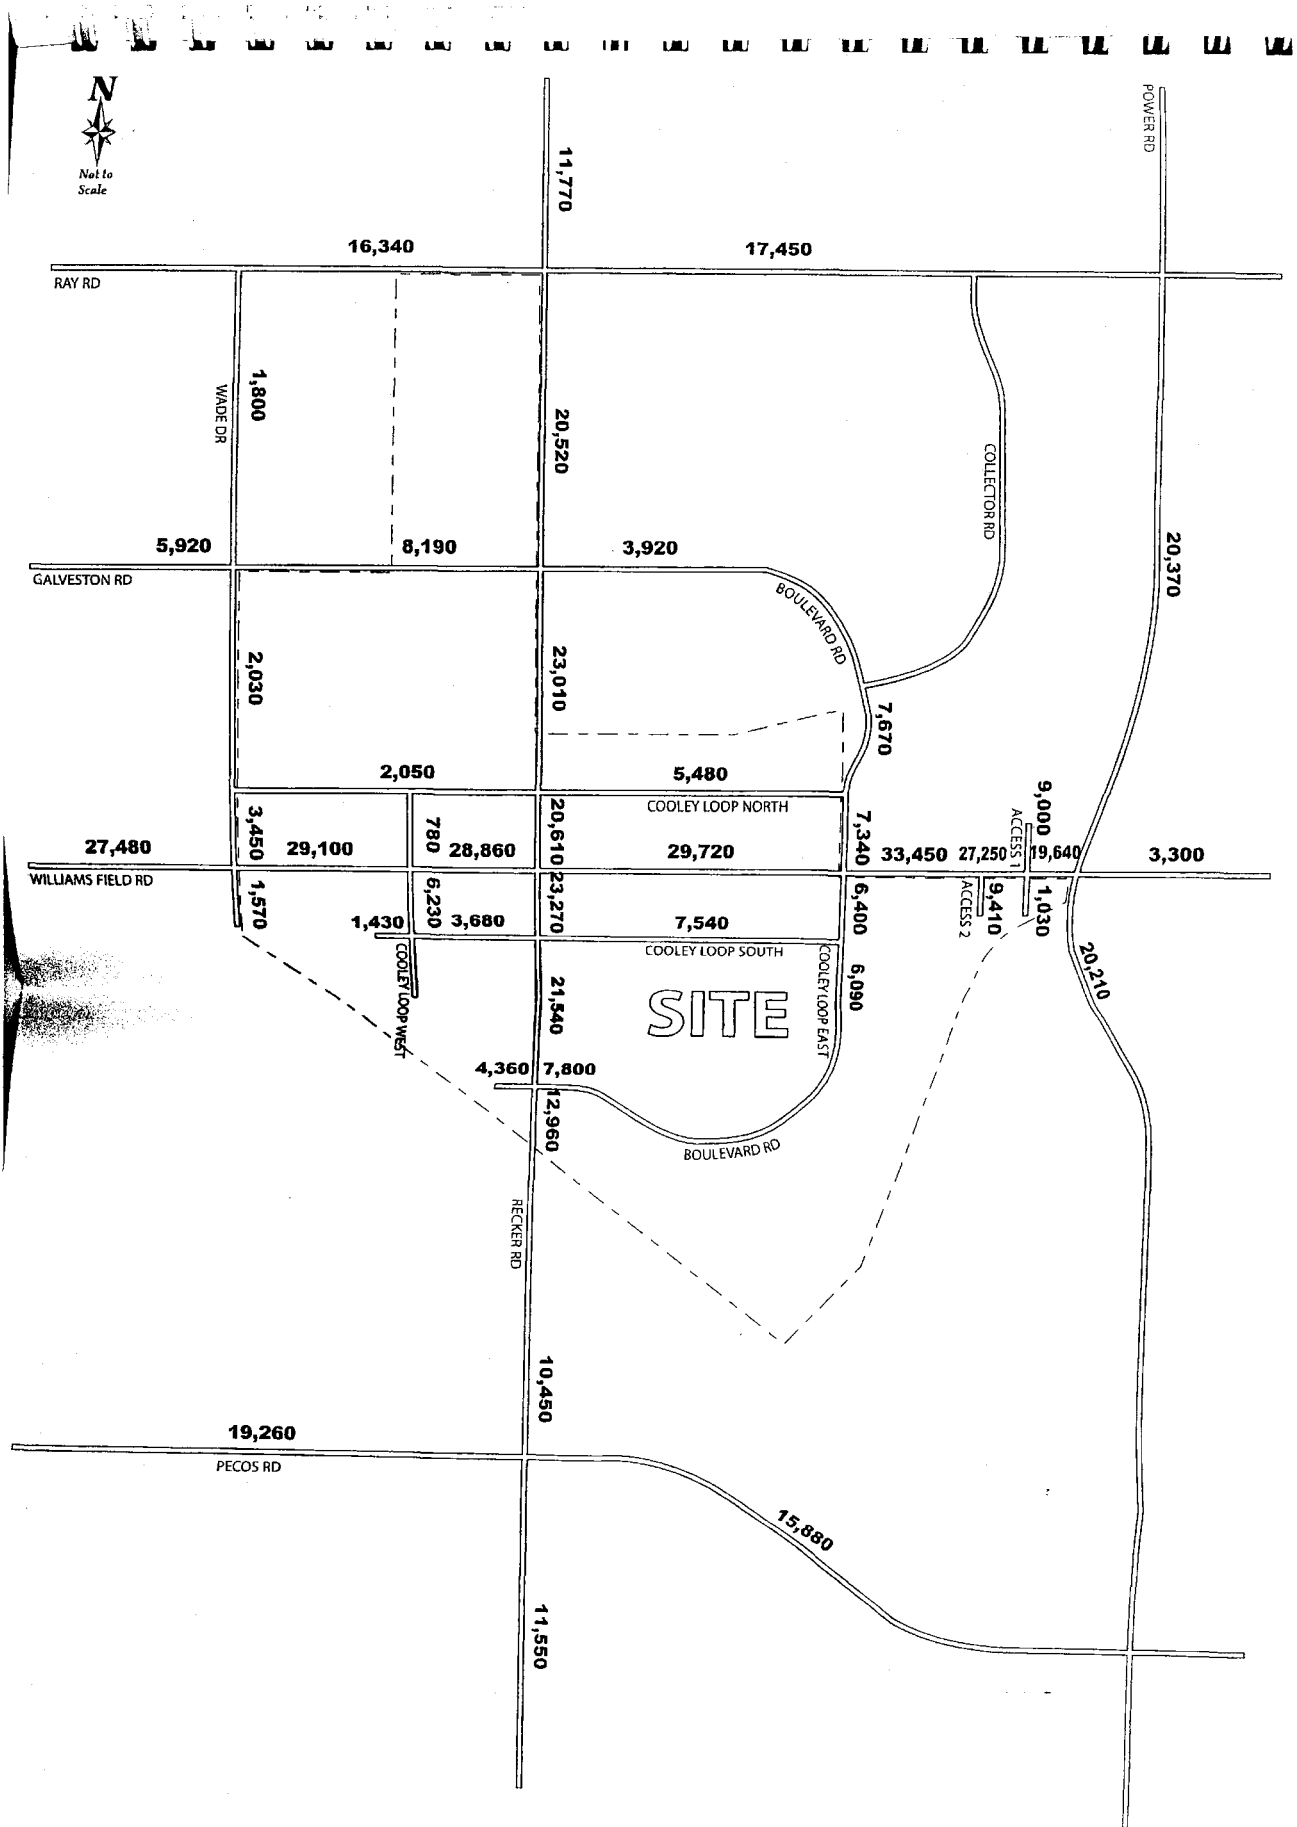 N
Not to
Scale
POWER RD
11,770
16,340
17,450
RAY RD
1,800
WADE DR
20,520
COLLECTOR RD
5,920
8,190
3,920
20,370
GALVESTON RD
BOULEVARD RD
2,030
23,010
7,670
2,050
5,480
COOLEY LOOP NORTH
9,000
ACCESS 1
3,450
780
20,610
7,340
27,480
29,100
28,860
29,720
33,450
27,250
19,640
3,300
WILLIAMS FIELD RD
1,570
6,230
23,270
6,400
ACCESS 2
9,410
1,030
1,430
3,680
7,540
COOLEY LOOP SOUTH
COOLEY LOOP WEST
21,540
SITE
COOLEY LOOP EAST
6,090
20,210
4,360
7,800
12,960
BOULEVARD RD
RECKER RD
10,450
19,260
PECOS RD
15,880
11,550